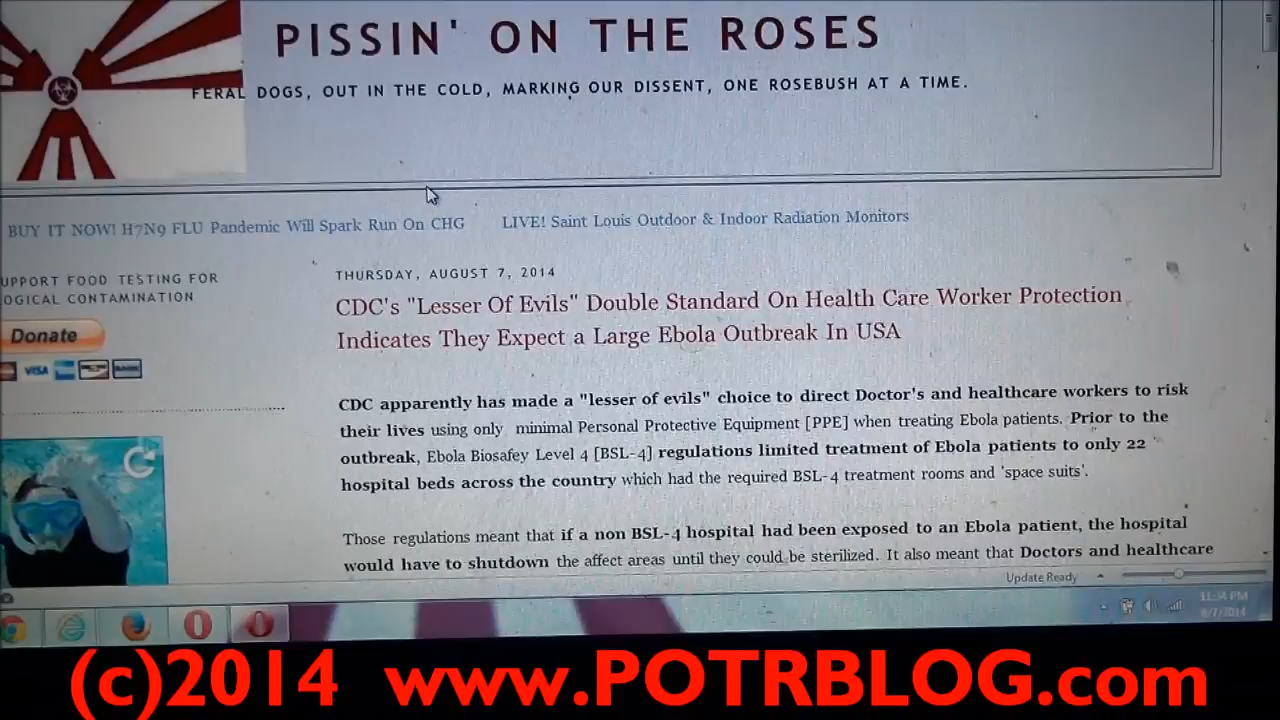 PISSIN' ON THE ROSES
FERAL DOGS, OUT IN THE COLD, MARKING OUR DISSENT, ONE ROSEBUSH AT A TIME.
BUY IT NOW! H7N9 FLU Pandemic Will Spark Run On CHG LIVE! Saint Louis Outdoor & Indoor Radiation Monitors
UPPORT FOOD TESTING FOR
OGICAL CONTAMINATION
Donate
VISA
THURSDAY, AUGUST 7, 2014
CDC's "Lesser Of Evils" Double Standard On Health Care Worker Protection
Indicates They Expect a Large Ebola Outbreak In USA
CDC apparently has made a "lesser of evils" choice to direct Doctor's and healthcare workers to risk
their lives using only minimal Personal Protective Equipment [PPE] when treating Ebola patients. Prior to the
outbreak, Ebola Biosafey Level 4 [BSL-4] regulations limited treatment of Ebola patients to only 22
hospital beds across the country which had the required BSL-4 treatment rooms and 'space suits'.
Those regulations meant that if a non BSL-4 hospital had been exposed to an Ebola patient, the hospital
would have to shutdown the affect areas until they could be sterilized. It also meant that Doctors and healthcare
Update Ready
11:34 PM
8/7/2014
(c)2014 www.POTRBLOG.com